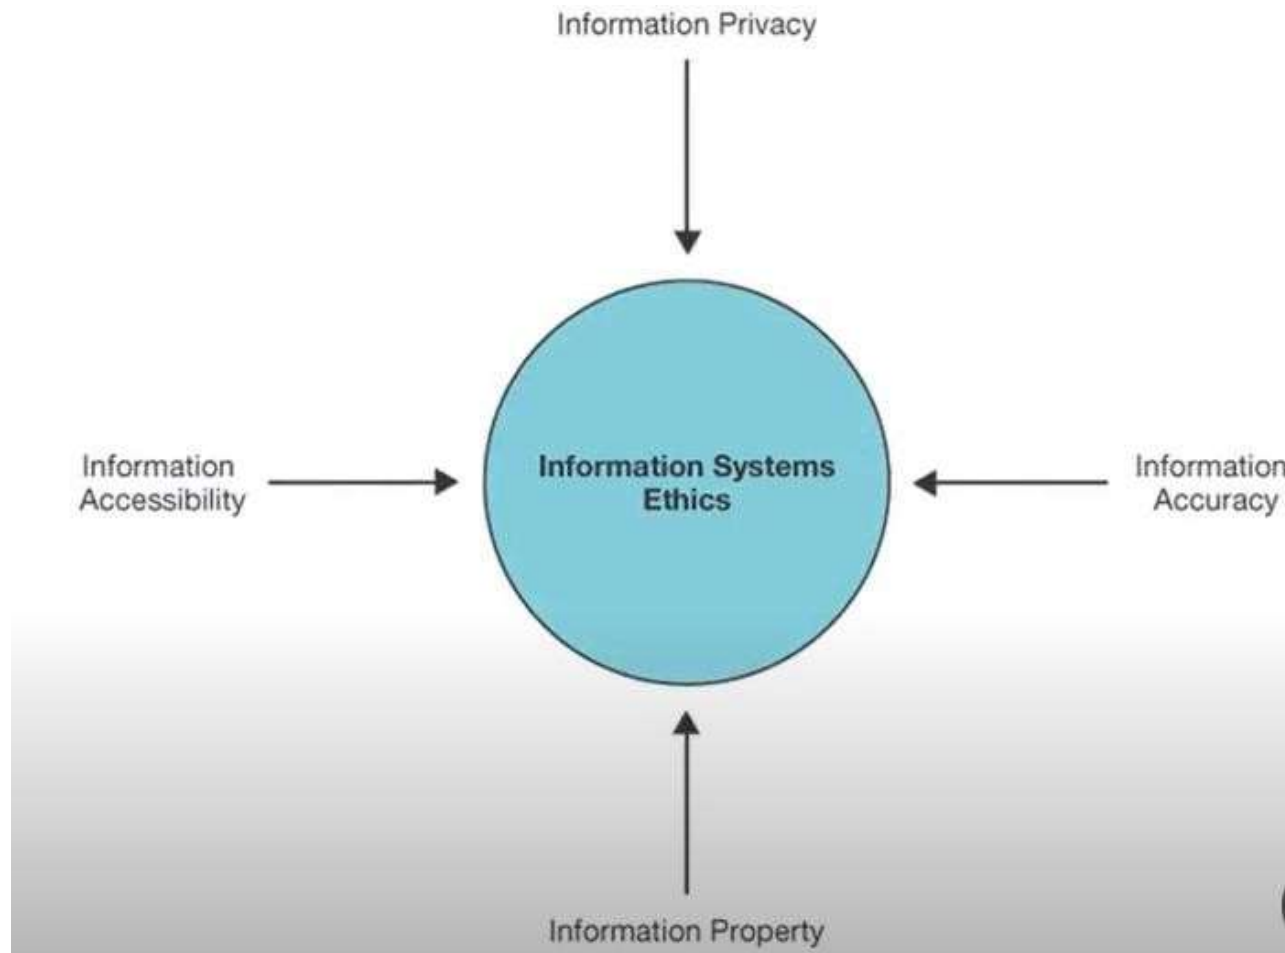 Information Privacy
Information
Accessibility
Information Systems
Ethics
Information
Accuracy
Information Property